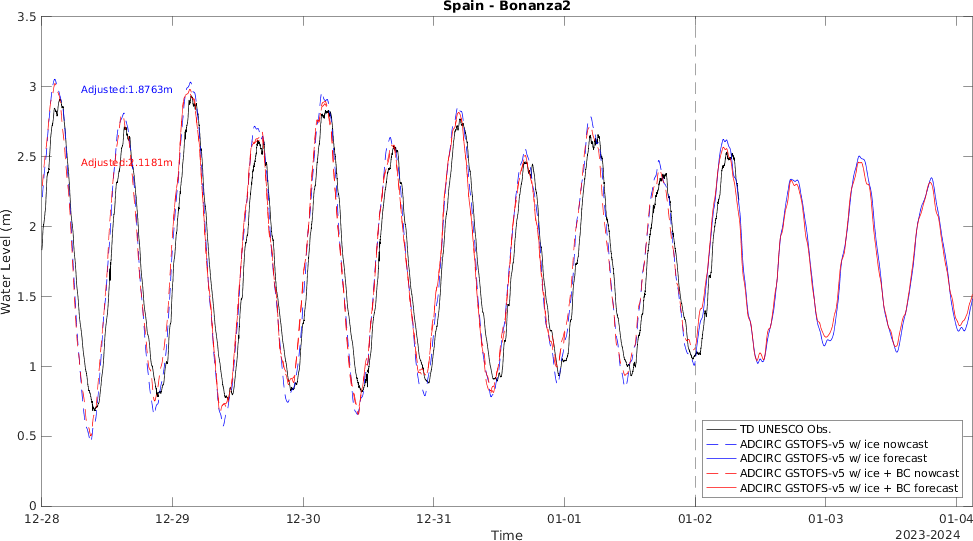 Spain - Bonanza2
3.5
3
2.5
2
1.5
1
0.5
0
Water Level (m)
Adjusted:1.8763m
Adjusted:2.1181m
TD UNESCO Obs.
ADCIRC GSTOFS-v5 w/ ice nowcast
ADCIRC GSTOFS-v5 w/ ice forecast
ADCIRC GSTOFS-v5 w/ ice + BC nowcast
ADCIRC GSTOFS-v5 w/ ice + BC forecast
12-28 12-29 12-30 12-31 01-01 01-02 01-03 01-04
Time
2023-2024